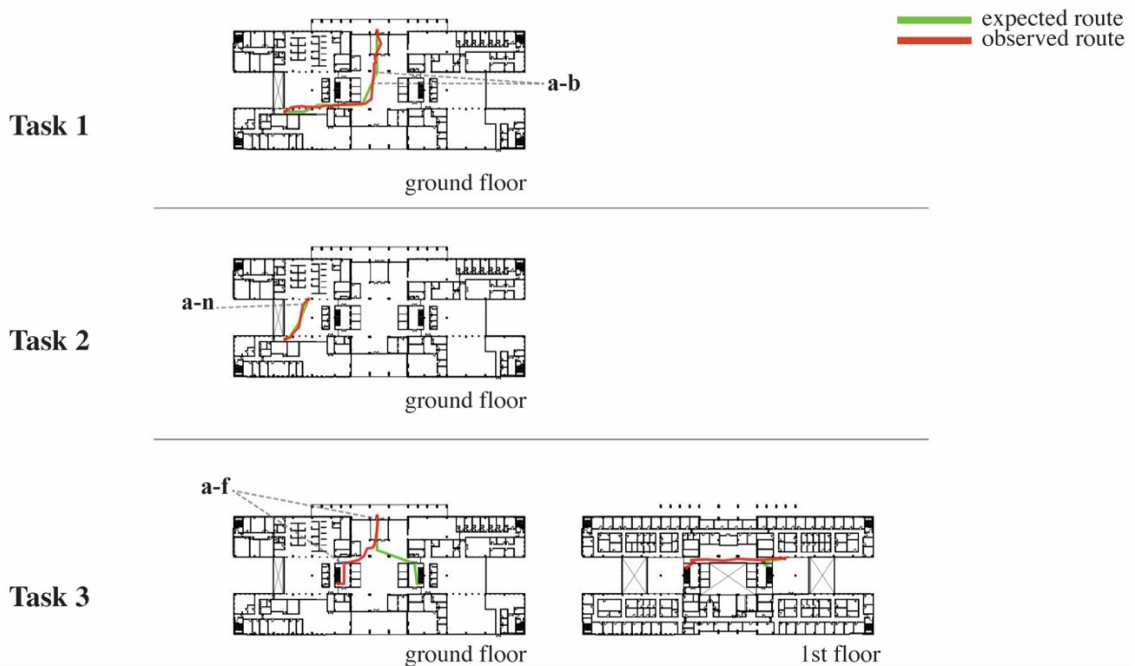 expected route
observed route
a-b
Task 1
ground floor
a-n
Task 2
ground floor
a-f
Task 3
ground floor
1st floor